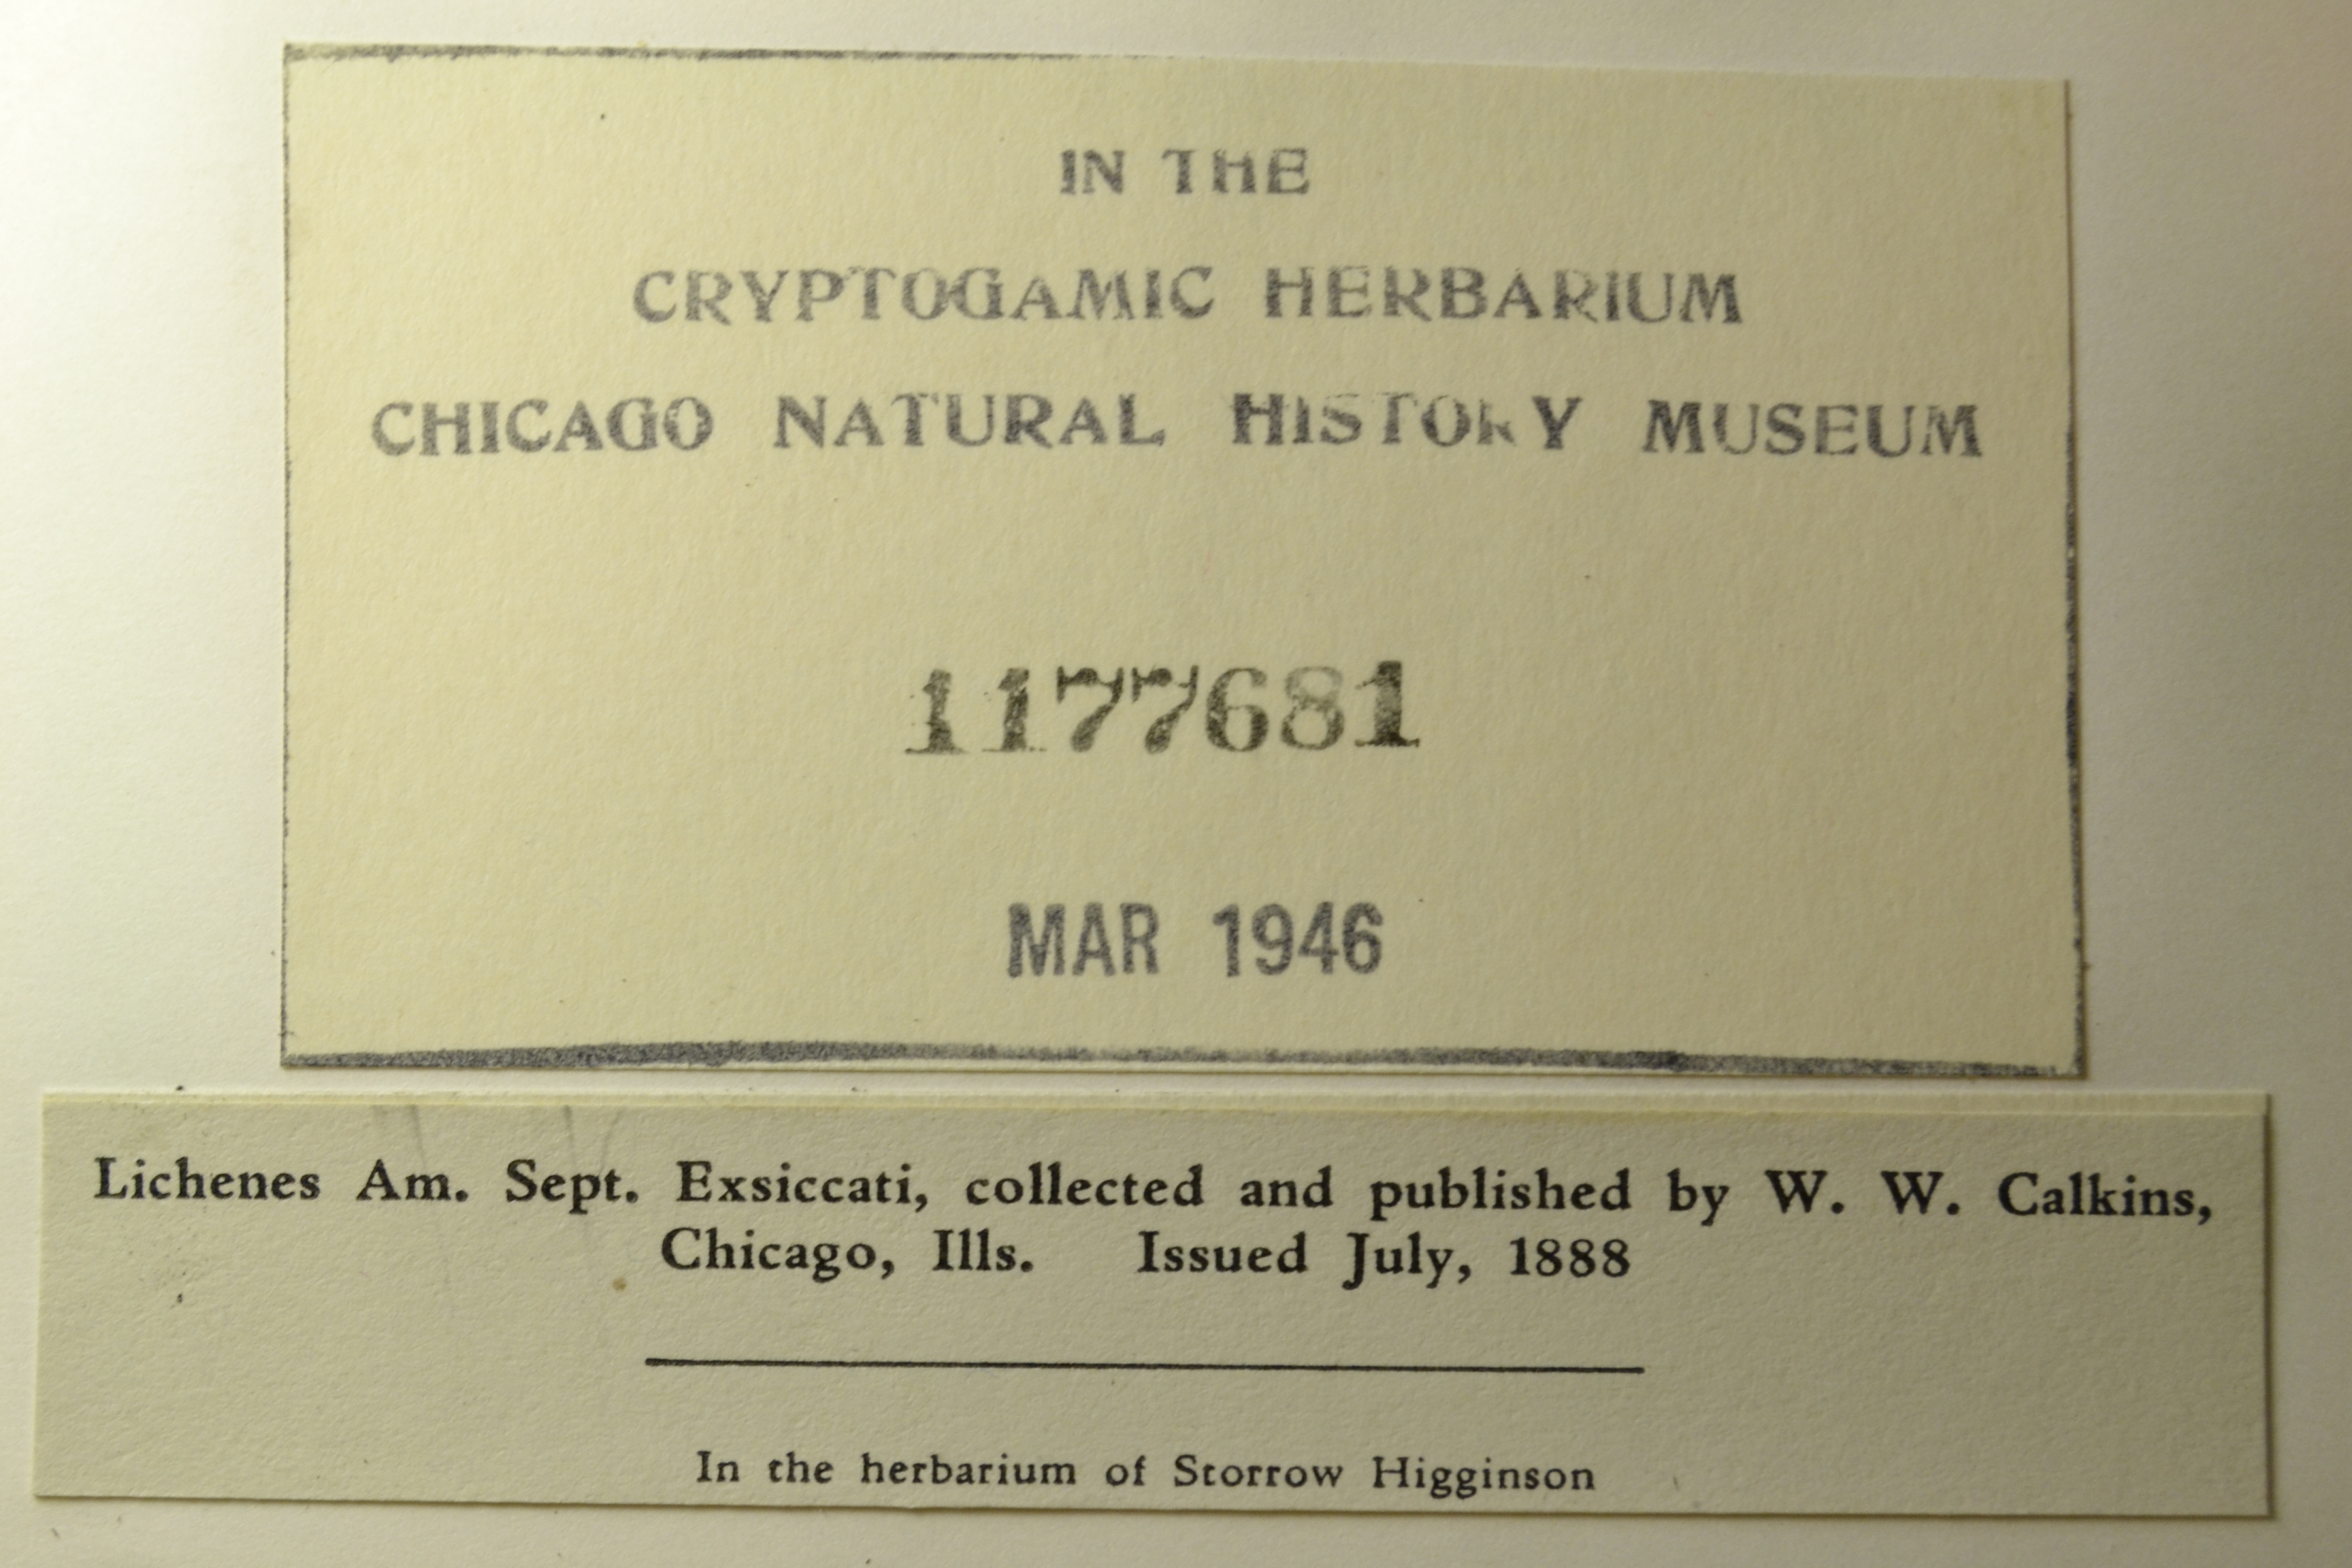 IN THE
CRYPTOGAMIC HERBARIUM
CHICAGO NATURAL HISTORY MUSEUM
1177681
MAR 1946
Lichenes Am. Sept. Exsiccati, collected and published by W. W. Calkins,
Chicago, Ills. Issued July, 1888
In the herbarium of Storrow Higginson